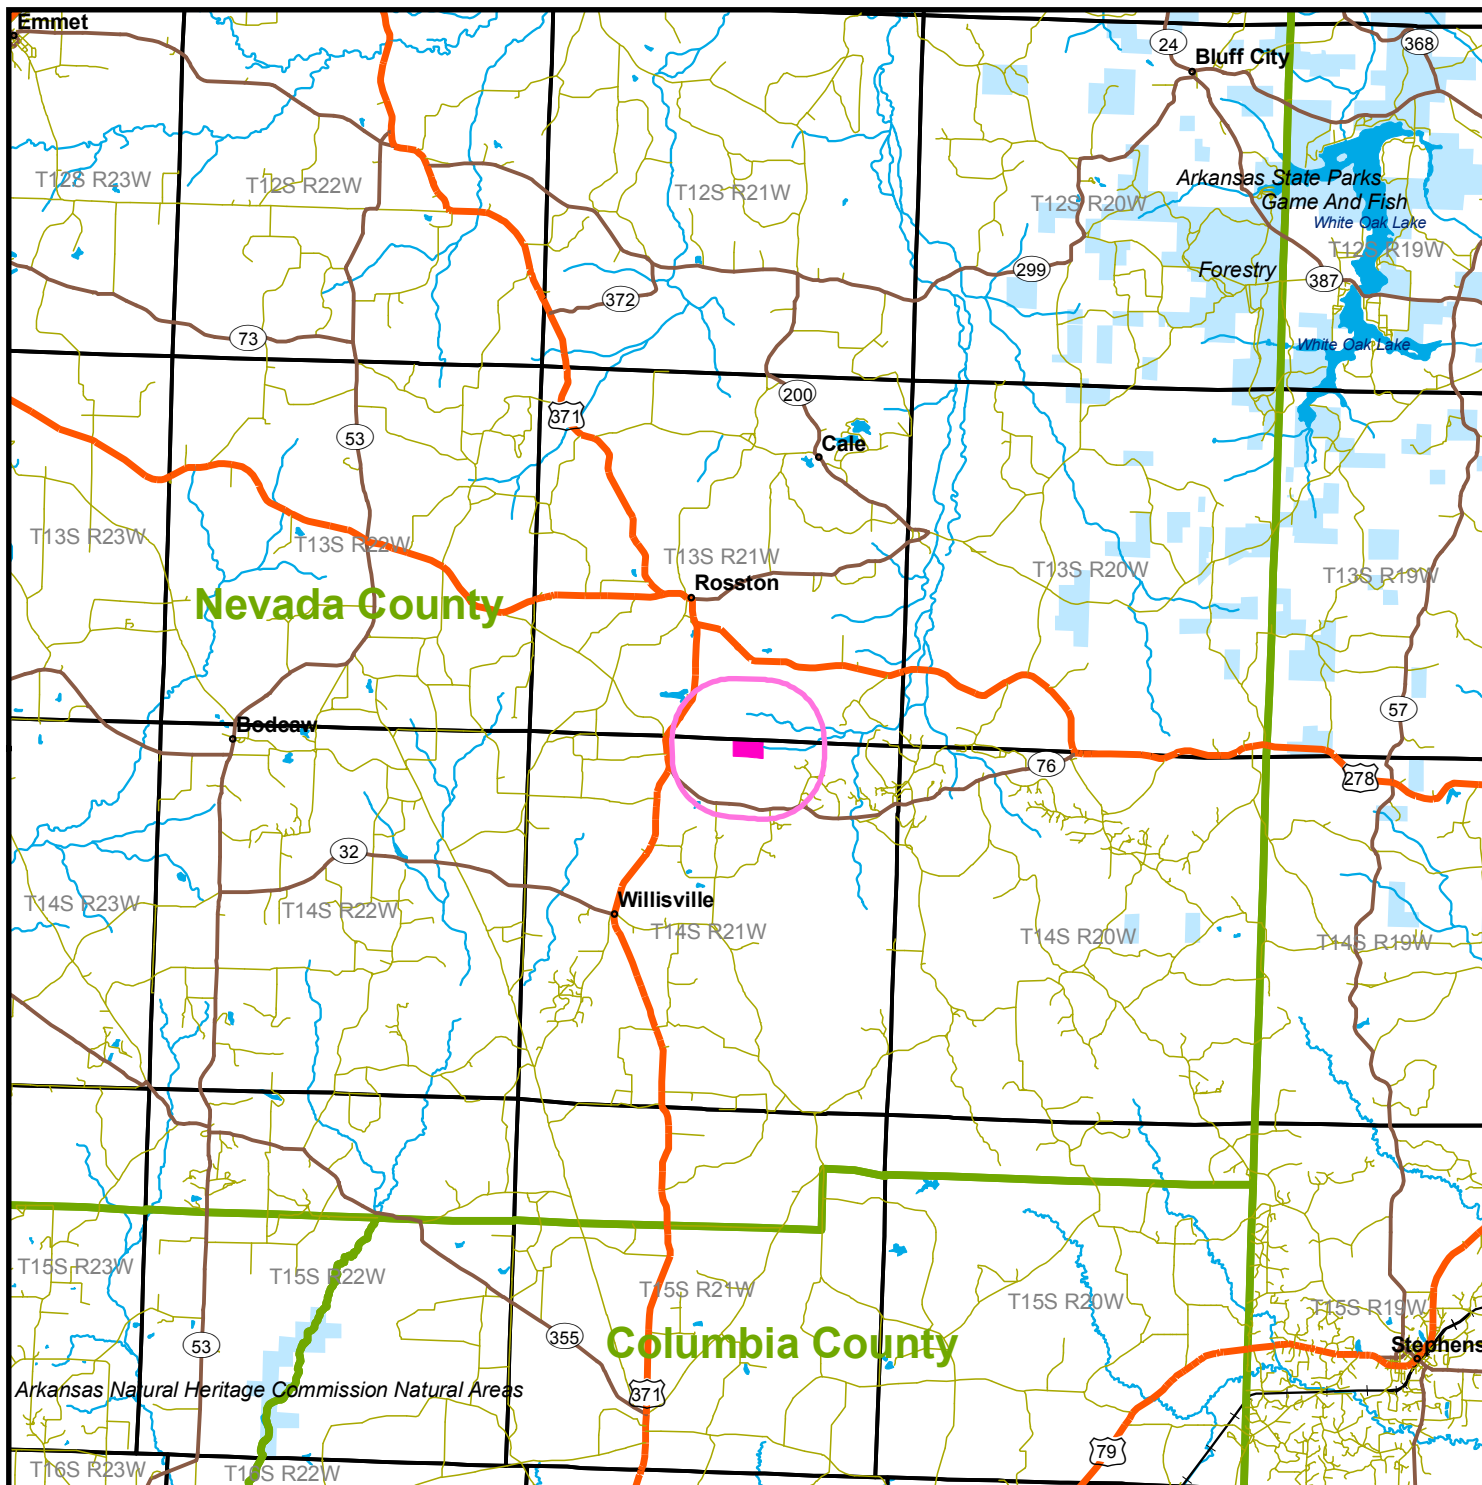 Emmet
24
368
Bluff City
T12S R23W
T12S R22W
T12S R21W
T12S R20W
Arkansas State Parks
Game And Fish
White Oak Lake
T12S R19W
Forestry
299
387
372
73
White Oak Lake
200
371
53
Cale
T13S R23W
T13S R22W
T13S R21W
T13S R20W
T13S R19W
Rosston
Nevada County
57
Bodcaw
76
278
32
Willisville
T14S R23W
T14S R22W
T14S R21W
T14S R20W
T14S R19W
T15S R23W
T15S R22W
T15S R21W
T15S R20W
T15S R19W
355
53
Columbia County
Stephens
Arkansas Natural Heritage Commission Natural Areas
371
79
T16S R23W
T16S R22W